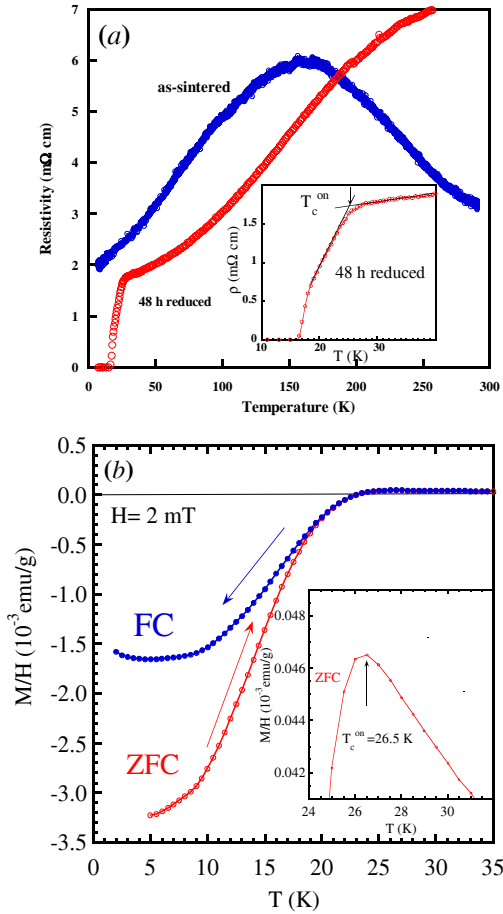 7
6
5
4
3
2
1
0
Resistivity (mΩ cm)
(a)
as-sintered
48 h reduced
0 50 100 150 200 250 300
Temperature (K)
1.5
1
0.5
0
ρ (mΩ cm)
T_c^on
48 h reduced
10 20 30
T (K)
0.5
0.0
-0.5
-1.0
-1.5
-2.0
-2.5
-3.0
-3.5
M/H (10^-3 emu/g)
(b)
H= 2 mT
FC
ZFC
0 5 10 15 20 25 30 35
T (K)
0.048
0.046
0.044
0.042
M/H (10^-3 emu/g)
ZFC
T_c^on=26.5 K
24 26 28 30
T (K)